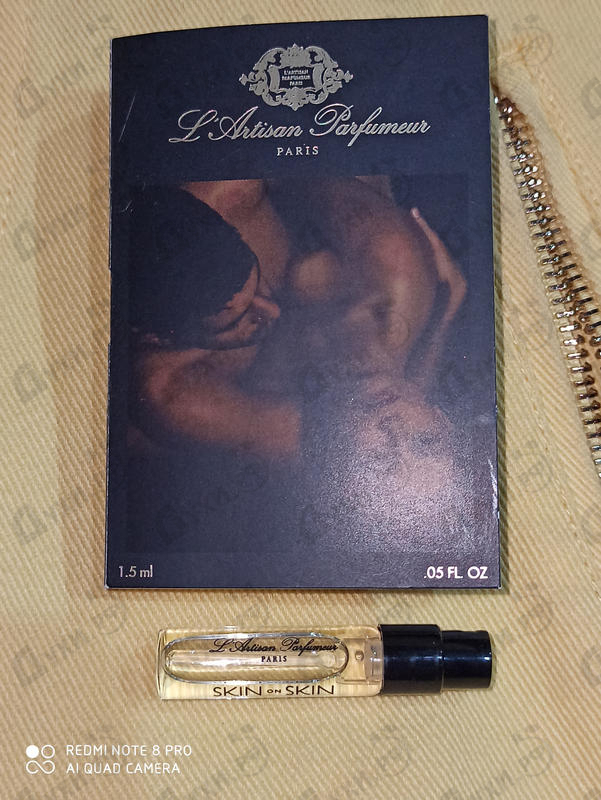 L'ARTISAN
PARFUMEUR
PARIS
L'Artisan Parfumeur
PARIS
1.5 ml
.05 FL. OZ
L'Artisan Parfumeur
PARIS
SKIN ON SKIN
REDMI NOTE 8 PRO
AI QUAD CAMERA